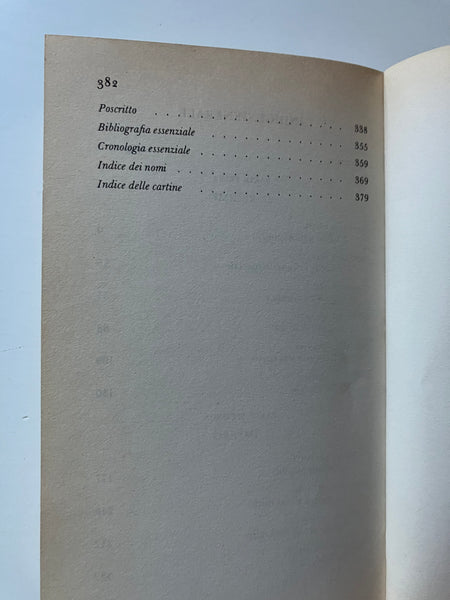 382
Poscritto . . . . . . . . . . . . . 338
Bibliografia essenziale . . . . . . . . . 355
Cronologia essenziale . . . . . . . . . . 359
Indice dei nomi . . . . . . . . . . . . 369
Indice delle cartine . . . . . . . . . . 379